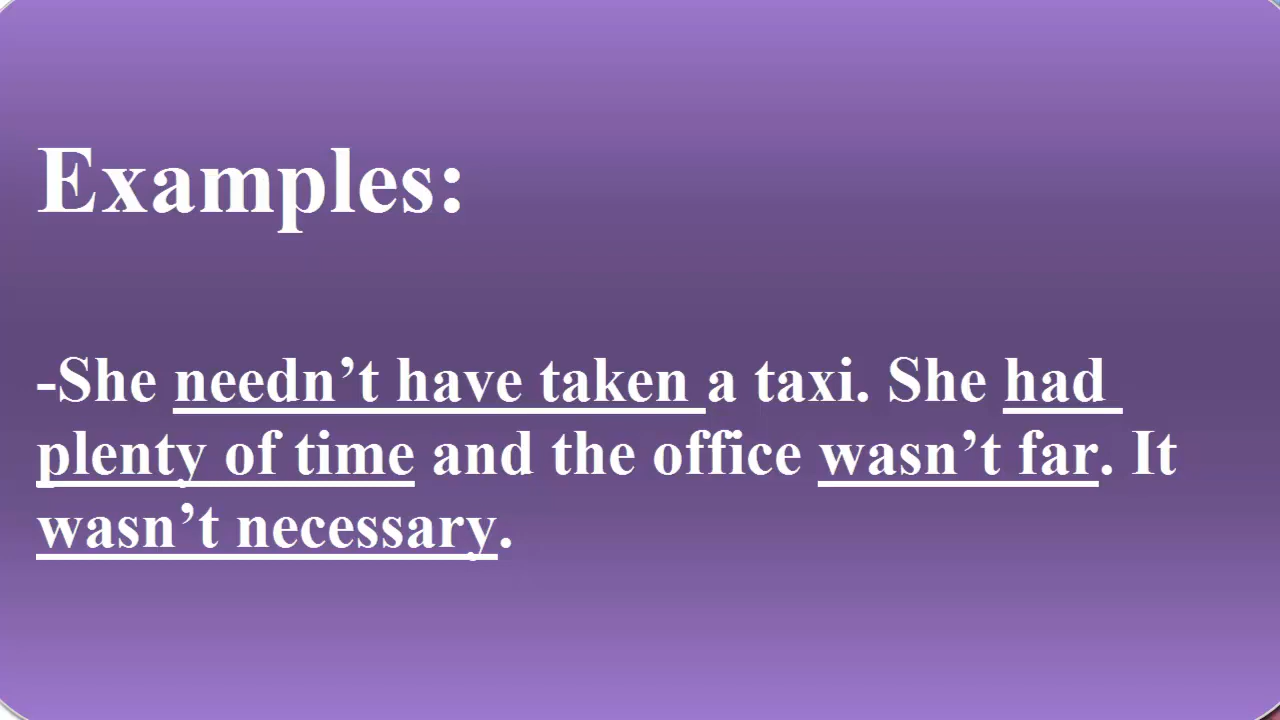 Examples:
-She needn’t have taken a taxi. She had
plenty of time and the office wasn’t far. It
wasn’t necessary.